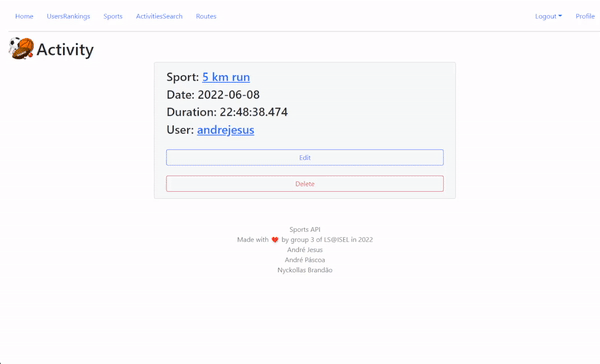 Home UsersRankings Sports ActivitiesSearch Routes Logout Profile
Activity
Sport: 5 km run
Date: 2022-06-08
Duration: 22:48:38.474
User: andrejesus
Edit
Delete
Sports API
Made with ❤️ by group 3 of LS@ISEL in 2022
André Jesus
André Páscoa
Nyckollas Brandão